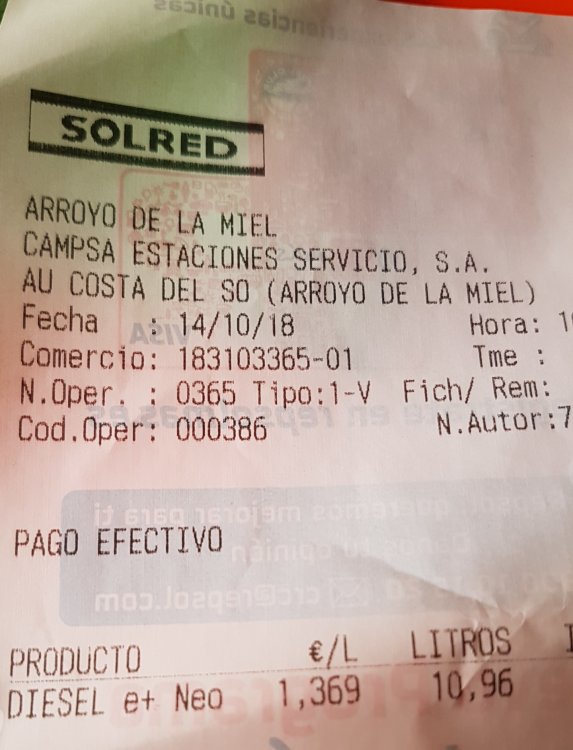 SOLRED
ARROYO DE LA MIEL
CAMPSA ESTACIONES SERVICIO, S.A.
AU COSTA DEL SO (ARROYO DE LA MIEL)
Fecha : 14/10/18 Hora:
Comercio: 183103365-01 Tme :
N.Oper. : 0365 Tipo:1-V Fich/ Rem:
Cod.Oper: 000386 N.Autor:7
PAGO EFECTIVO
PRODUCTO €/L LITROS
DIESEL e+ Neo 1,369 10,96